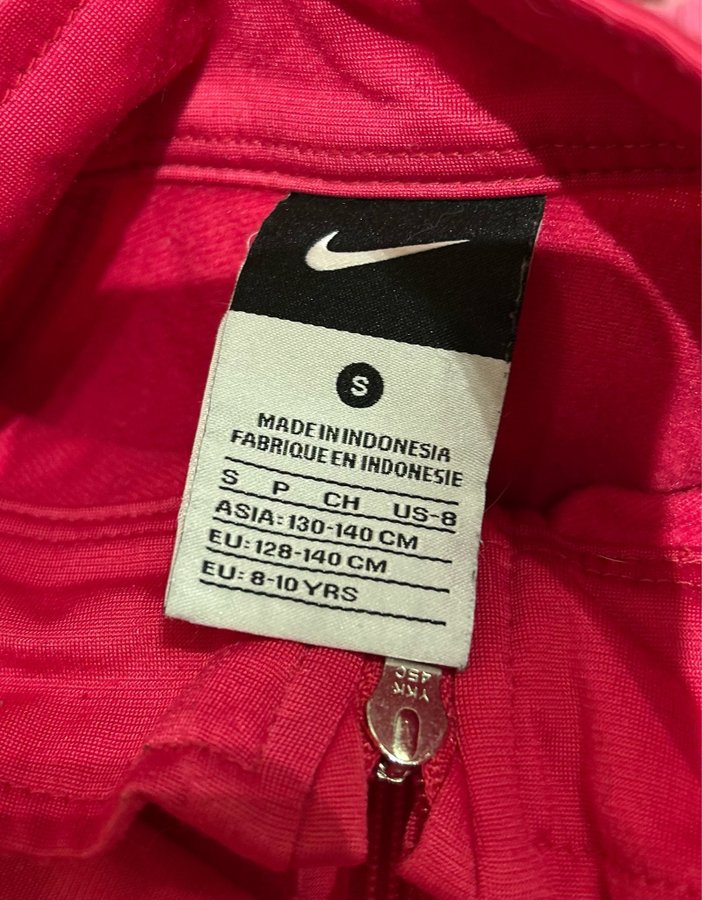 S
MADE IN INDONESIA
FABRIQUE EN INDONESIE
S P CH US-8
ASIA: 130-140 CM
EU: 128-140 CM
EU: 8-10 YRS
YKK
45C